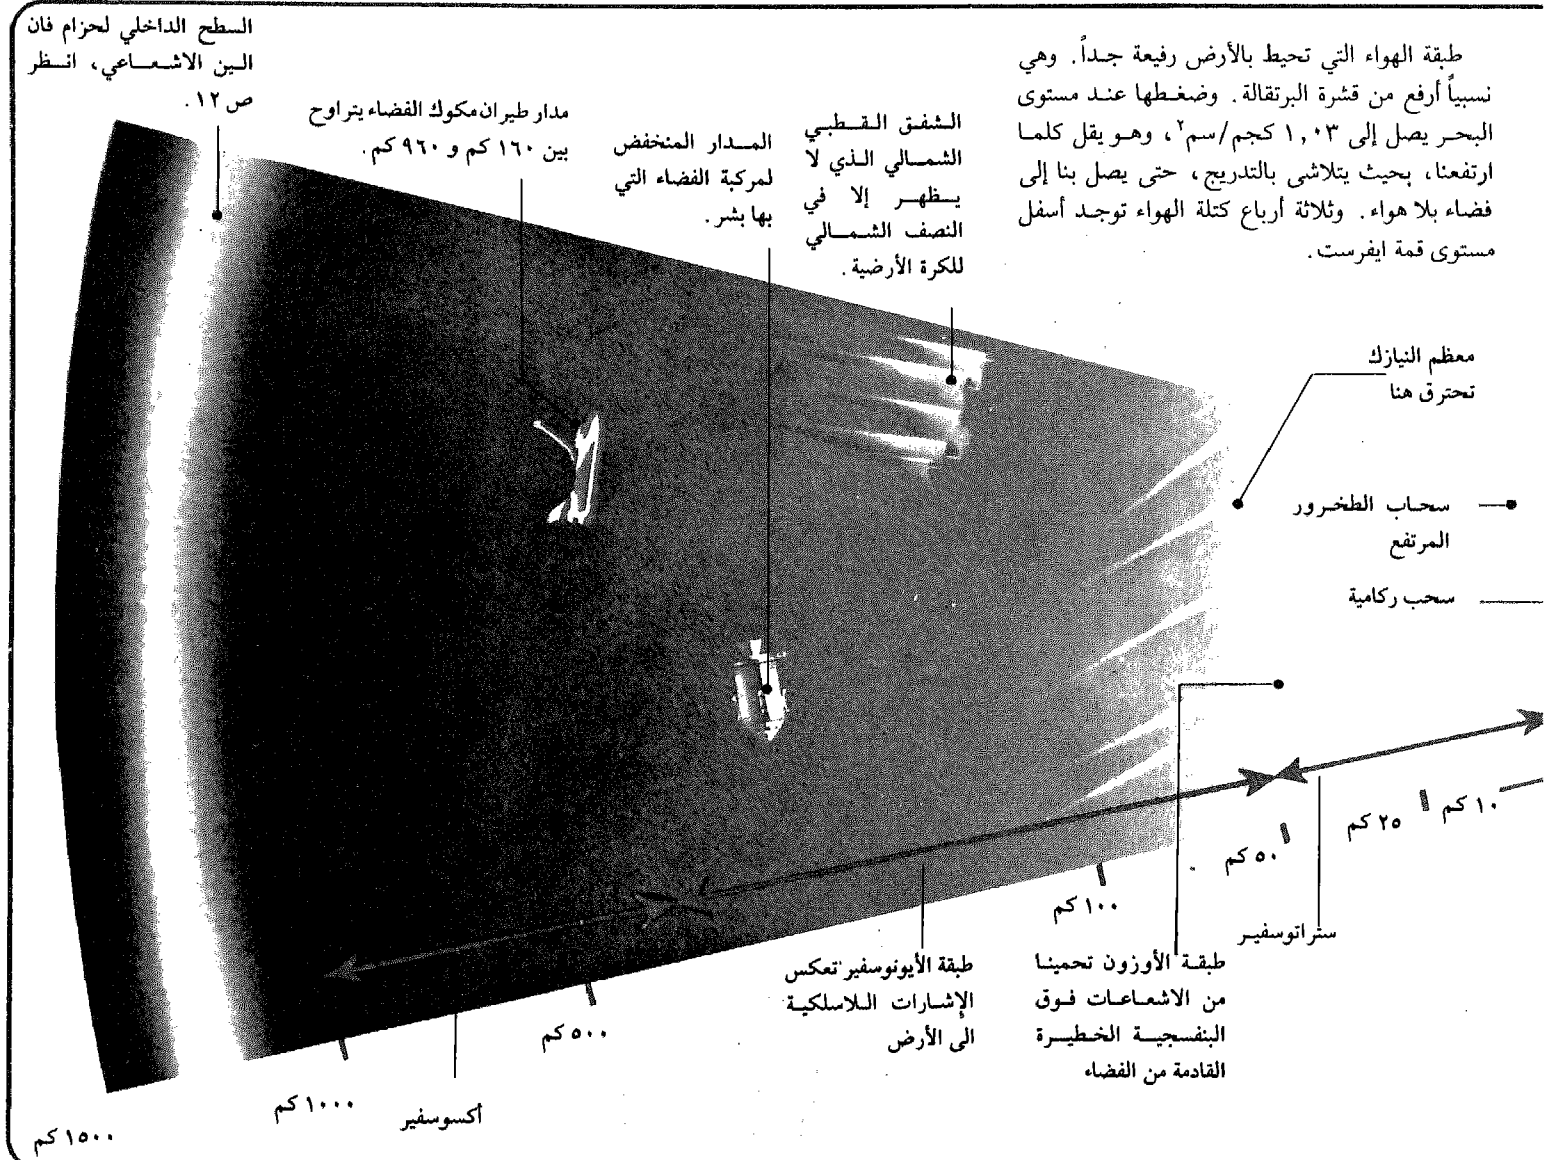 طبقة الهواء التي تحيط بالأرض رفيعة جداً. وهي
نسبياً أرفع من قشرة البرتقالة. وضغطها عند مستوى
البحر يصل إلى ١,٠٣ كجم/سم٢، وهو يقل كلما
ارتفعنا، بحيث يتلاشى بالتدريج، حتى يصل بنا إلى
فضاء بلا هواء. وثلاثة أرباع كتلة الهواء توجد أسفل
مستوى قمة ايفرست.
الشفق القطبي
الشمالي الذي لا
يظهر إلا في
النصف الشمالي
للكرة الأرضية.
المدار المنخفض
لمركبة الفضاء التي
بها بشر.
مدار طيران مكوك الفضاء يتراوح
بين ١٦٠ كم و ٩٦٠ كم.
السطح الداخلي لحزام فان
الين الاشعاعي، انظر
ص ١٢.
معظم النيازك
تحترق هنا
سحاب الطخرور
المرتفع
سحب ركامية
١٠ كم
٢٥ كم
٥٠ كم
١٠٠ كم
٥٠٠ كم
١٠٠٠ كم
١٥٠٠ كم
ستراتوسفير
طبقة الأوزون تحمينا
من الاشعاعات فوق
البنفسجية الخطيرة
القادمة من الفضاء
طبقة الأيونوسفير تعكس
الإشارات اللاسلكية
الى الأرض
أكسوسفير